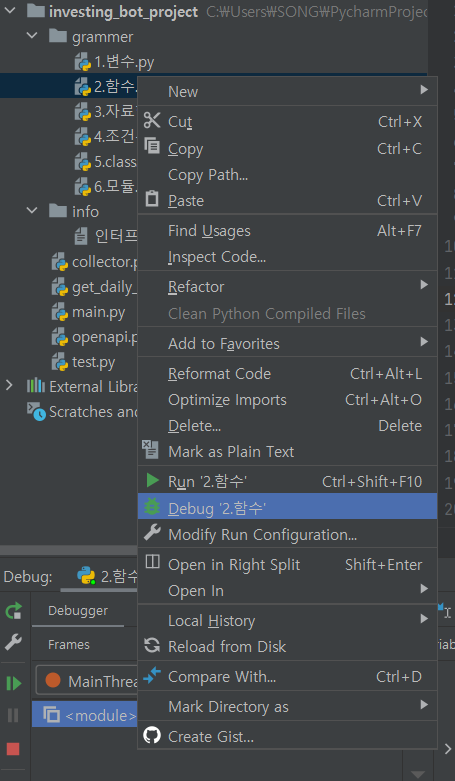 investing_bot_project C:₩Users₩SONG₩PycharmProjec
grammer
1.변수.py
2.함수.
3.자료
4.조건
5.class
6.모듈.
info
인터프
collector.p
get_daily_
main.py
openapi.p
test.py
External Libra
Scratches and
New
Cut Ctrl+X
Copy Ctrl+C
Copy Path...
Paste Ctrl+V
Find Usages Alt+F7
Inspect Code...
Refactor
Clean Python Compiled Files
Add to Favorites
Reformat Code Ctrl+Alt+L
Optimize Imports Ctrl+Alt+O
Delete... Delete
Mark as Plain Text
Run '2.함수' Ctrl+Shift+F10
Debug '2.함수'
Modify Run Configuration...
Open in Right Split Shift+Enter
Open In
Local History
Reload from Disk
Compare With... Ctrl+D
Mark Directory as
Create Gist...
Debug: 2.함수
Debugger
Frames
MainThrea
<module>